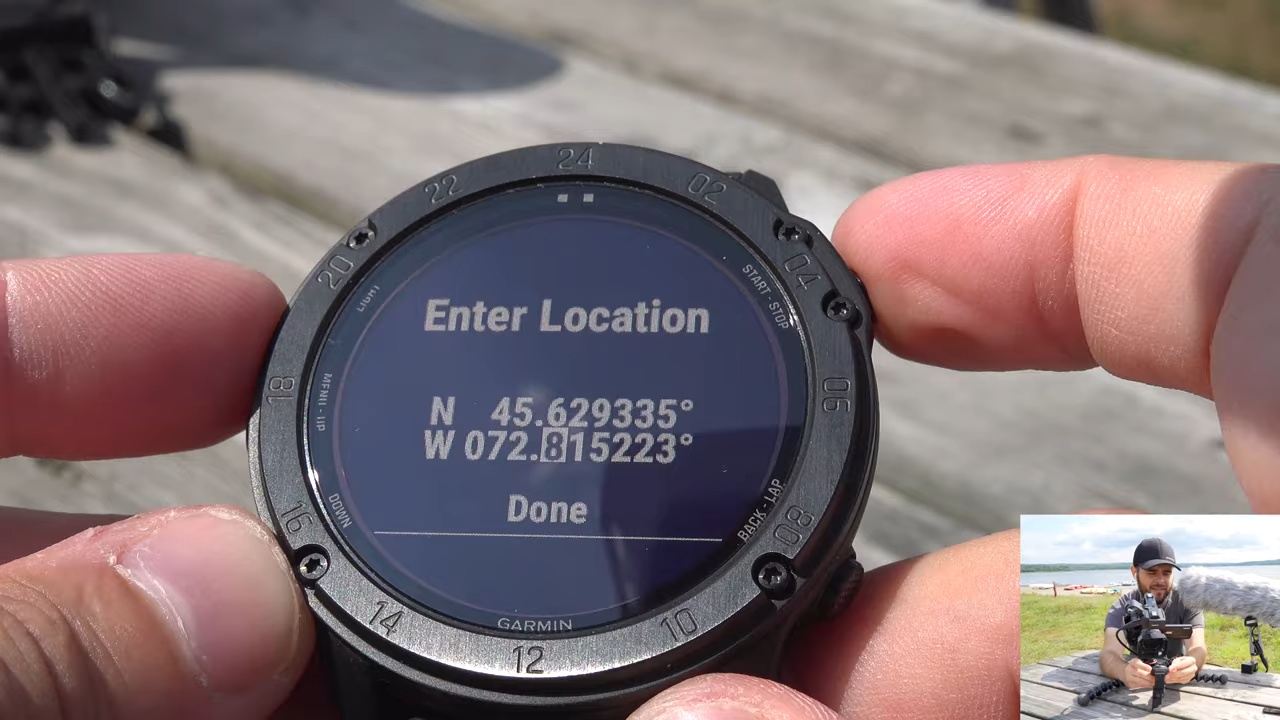 24
22
02
20
04
LIGHT
START·STOP
Enter Location
18
06
MENU·UP
N 45.629335°
W 072.815223°
DOWN
Done
BACK·LAP
16
08
14
GARMIN
10
12